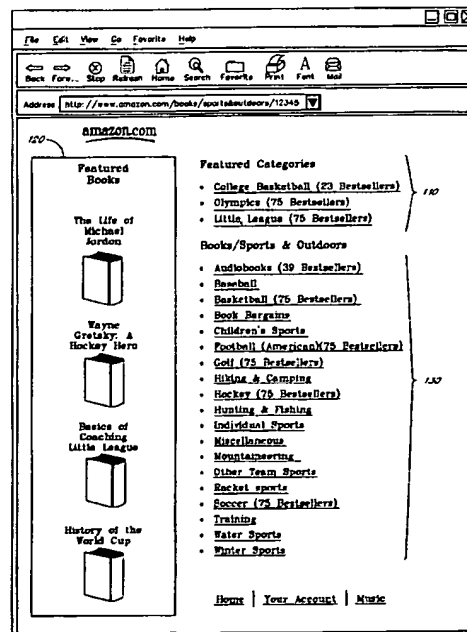 File Edit View Go Favorite Help
Back Forw... Stop Refresh Home Search Favorite Print Font Mail
Address http://www.amazon.com/books/sports&outdoors/12345
amazon.com
120
Featured
Books
The Life of
Michael
Jordon
Wayne
Gretsky: A
Hockey Hero
Basics of
Coaching
Little League
History of the
World Cup
Featured Categories
• College Basketball (23 Bestsellers)
• Olympics (75 Bestsellers)
• Little League (75 Bestsellers)
110
Books/Sports & Outdoors
• Audiobooks (39 Bestsellers)
• Baseball
• Basketball (75 Bestsellers)
• Book Bargains
• Children's Sports
• Football (American)(75 Bestsellers)
• Golf (75 Bestsellers)
• Hiking & Camping
• Hockey (75 Bestsellers)
• Hunting & Fishing
• Individual Sports
• Miscellaneous
• Mountaineering
• Other Team Sports
• Racket sports
• Soccer (75 Bestsellers)
• Training
• Water Sports
• Winter Sports
130
Home | Your Account | Music